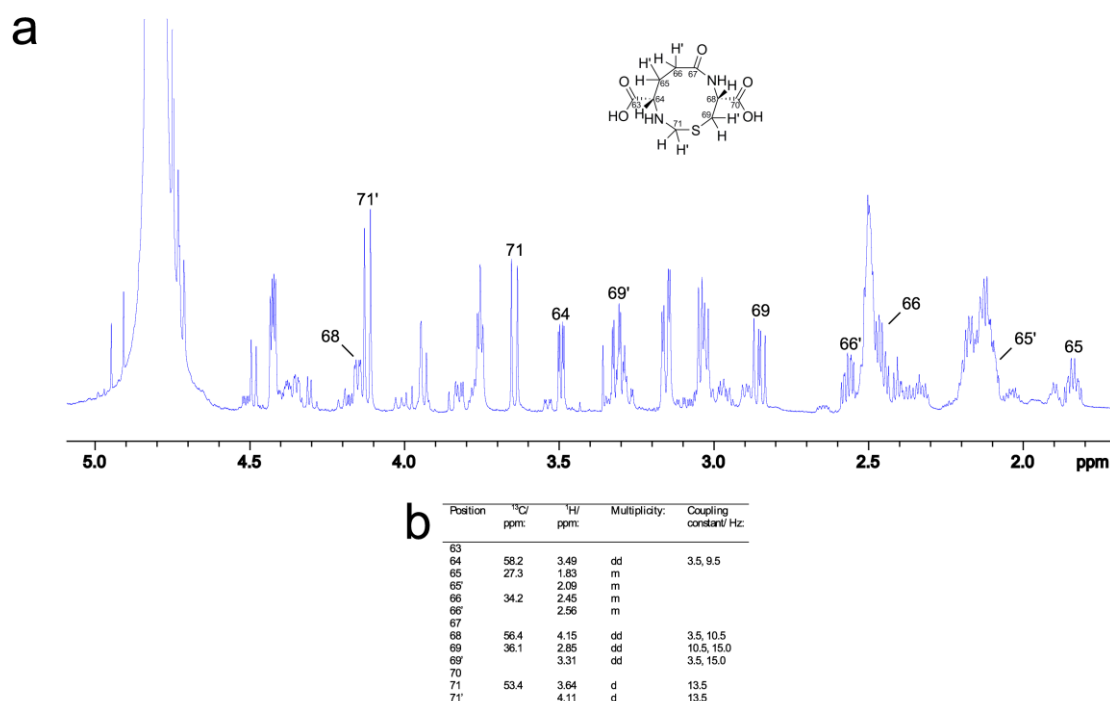 a
H' O
H H'
66 67
H' 65 NH
O H H O
63 64 68 70
HO H HN S 69 H' OH
71 H
H H'
71'
71 69'
68 64 69 66
66' 65' 65
5.0 4.5 4.0 3.5 3.0 2.5 2.0 ppm
b
Position 13C/ ppm: 1H/ ppm: Multiplicity: Coupling constant/ Hz:
63
64 58.2 3.49 dd 3.5, 9.5
65 27.3 1.83 m
65' 2.09 m
66 34.2 2.45 m
66' 2.56 m
67
68 56.4 4.15 dd 3.5, 10.5
69 36.1 2.85 dd 10.5, 15.0
69' 3.31 dd 3.5, 15.0
70
71 53.4 3.64 d 13.5
71' 4.11 d 13.5